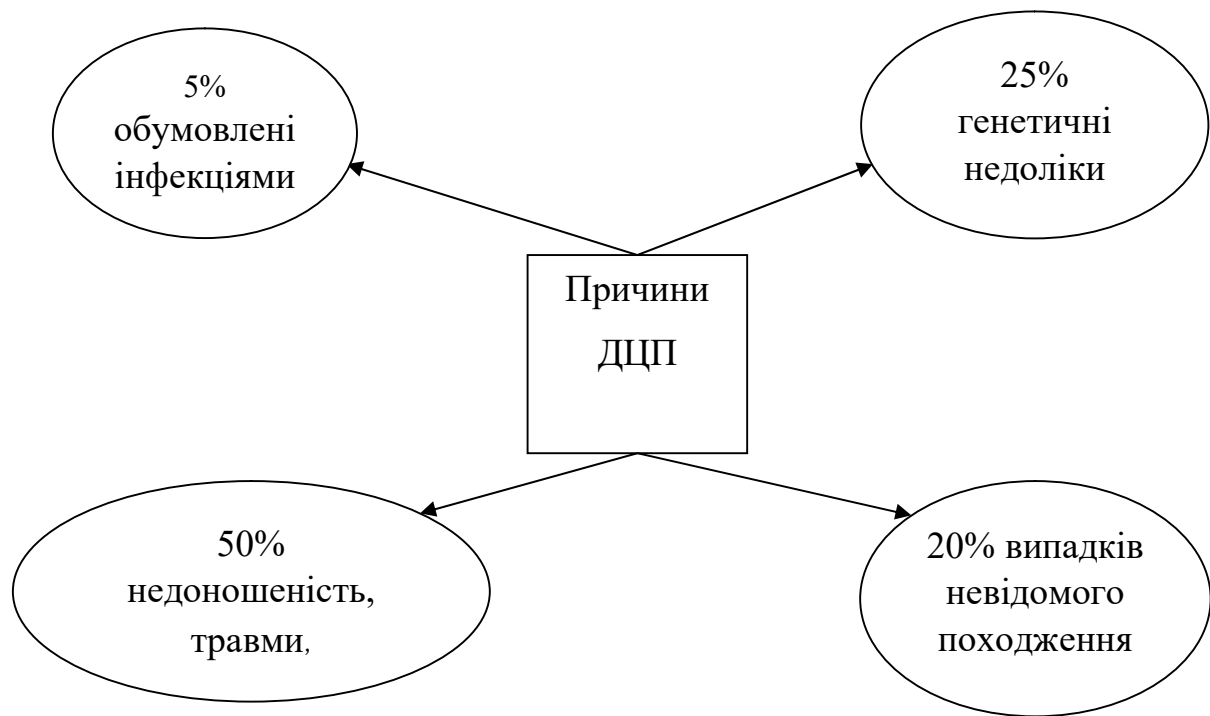 5%
обумовлені
інфекціями
25%
генетичні
недоліки
Причини
ДЦП
50%
недоношеність,
травми,
20% випадків
невідомого
походження